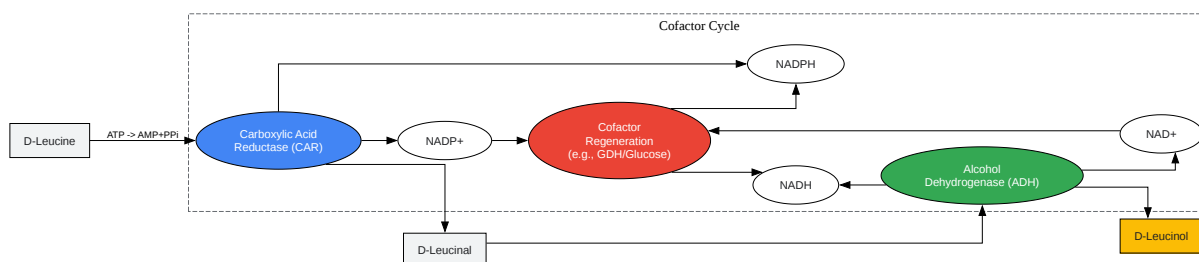 Cofactor Cycle
NADPH
D-Leucine
ATP -> AMP+PPi
Carboxylic Acid
Reductase (CAR)
NADP+
Cofactor
Regeneration
(e.g., GDH/Glucose)
NAD+
NADH
Alcohol
Dehydrogenase (ADH)
D-Leucinal
D-Leucinol